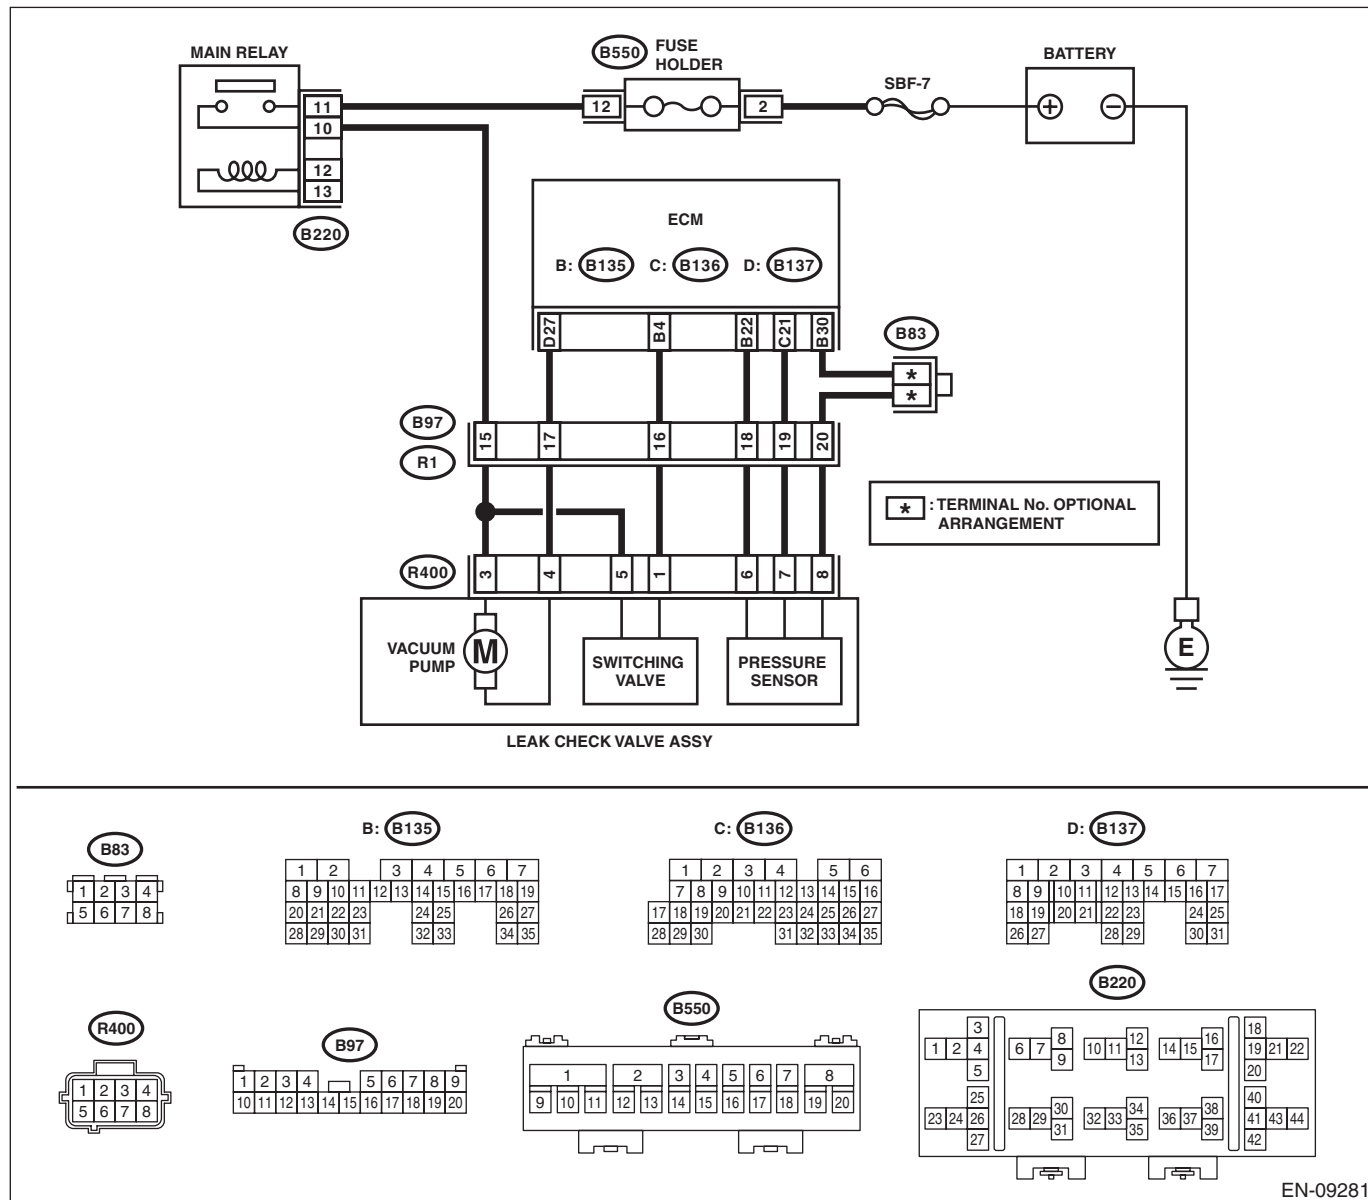 MAIN RELAY
B550 FUSE HOLDER
SBF-7
BATTERY
11
12
2
+
−
10
12
13
B220
ECM
B: B135 C: B136 D: B137
D27 B4 B22 C21 B30
B83
*
*
B97
15 17 16 18 19 20
R1
* : TERMINAL No. OPTIONAL
ARRANGEMENT
R400
3 4 5 1 6 7 8
VACUUM
PUMP
M
SWITCHING
VALVE
PRESSURE
SENSOR
E
LEAK CHECK VALVE ASSY
B83
1 2 3 4
5 6 7 8
B: B135
1 2 3 4 5 6 7
8 9 10 11 12 13 14 15 16 17 18 19
20 21 22 23 24 25 26 27
28 29 30 31 32 33 34 35
C: B136
1 2 3 4 5 6
7 8 9 10 11 12 13 14 15 16
17 18 19 20 21 22 23 24 25 26 27
28 29 30 31 32 33 34 35
D: B137
1 2 3 4 5 6 7
8 9 10 11 12 13 14 15 16 17
18 19 20 21 22 23 24 25
26 27 28 29 30 31
R400
1 2 3 4
5 6 7 8
B97
1 2 3 4 5 6 7 8 9
10 11 12 13 14 15 16 17 18 19 20
B550
1 2 3 4 5 6 7 8
9 10 11 12 13 14 15 16 17 18 19 20
B220
3 8 12 16 18
1 2 4 6 7 10 11 14 15 19 21 22
5 9 13 17 20
25 30 34 38 40
23 24 26 28 29 32 33 36 37 41 43 44
27 31 35 39 42
EN-09281